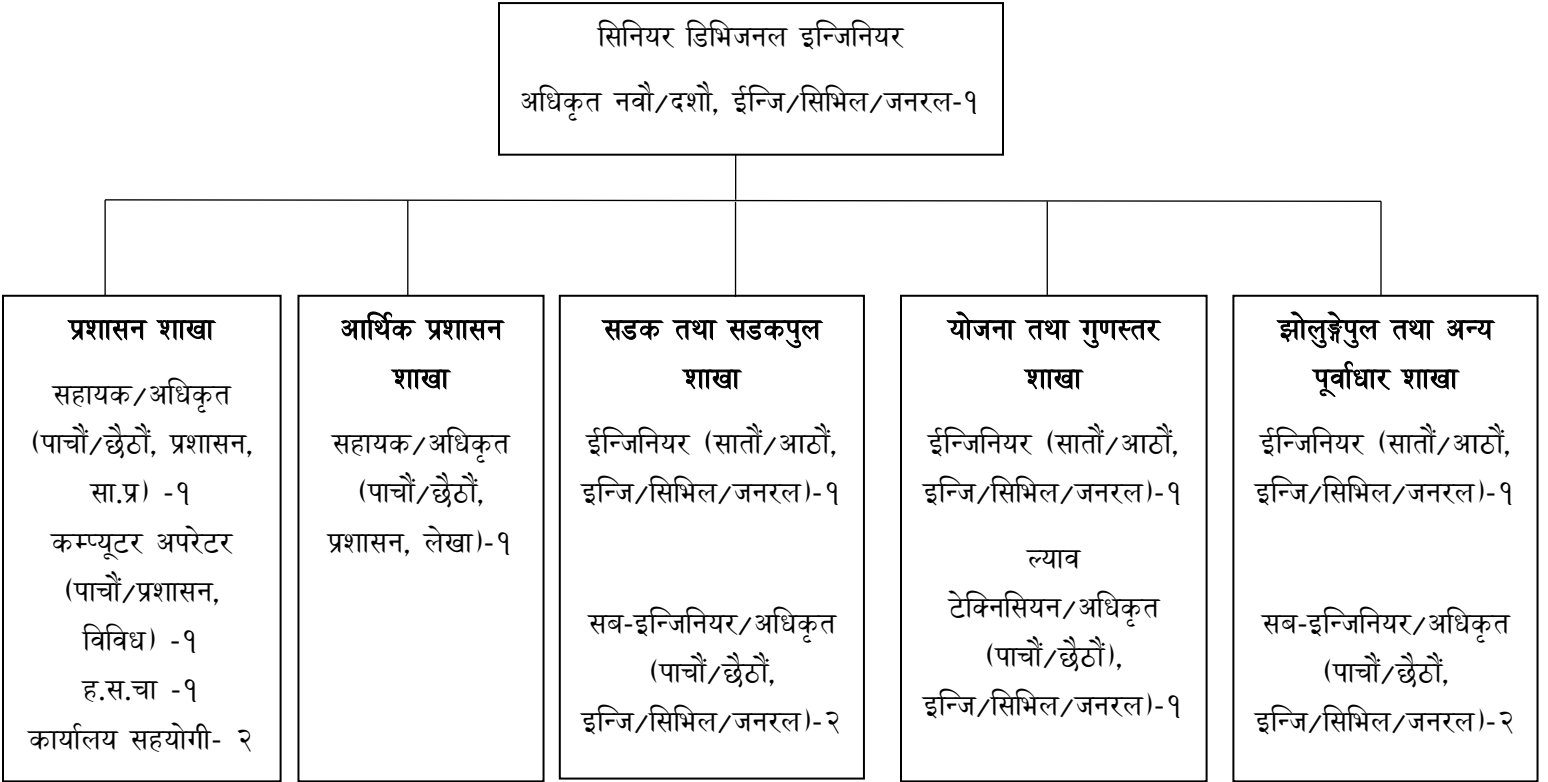 सिनियर डिभिजनल इन्जिनियर
अधिकृत नवौ/दशौ, ईन्जि/सिभिल/जनरल-१
प्रशासन शाखा
सहायक/अधिकृत
(पाचौं/छैठौं, प्रशासन,
सा.प्र) -१
कम्प्यूटर अपरेटर
(पाचौं/प्रशासन,
विविध) -१
ह.स.चा -१
कार्यालय सहयोगी- २
आर्थिक प्रशासन
शाखा
सहायक/अधिकृत
(पाचौं/छैठौं,
प्रशासन, लेखा)-१
सडक तथा सडकपुल
शाखा
ईन्जिनियर (सातौं/आठौं,
इन्जि/सिभिल/जनरल)-१
सब-इन्जिनियर/अधिकृत
(पाचौं/छैठौं,
इन्जि/सिभिल/जनरल)-२
योजना तथा गुणस्तर
शाखा
ईन्जिनियर (सातौं/आठौं,
इन्जि/सिभिल/जनरल)-१
ल्याव
टेक्निसियन/अधिकृत
(पाचौं/छैठौं),
इन्जि/सिभिल/जनरल)-१
झोलुङ्गेपुल तथा अन्य
पूर्वाधार शाखा
ईन्जिनियर (सातौं/आठौं,
इन्जि/सिभिल/जनरल)-१
सब-इन्जिनियर/अधिकृत
(पाचौं/छैठौं,
इन्जि/सिभिल/जनरल)-२